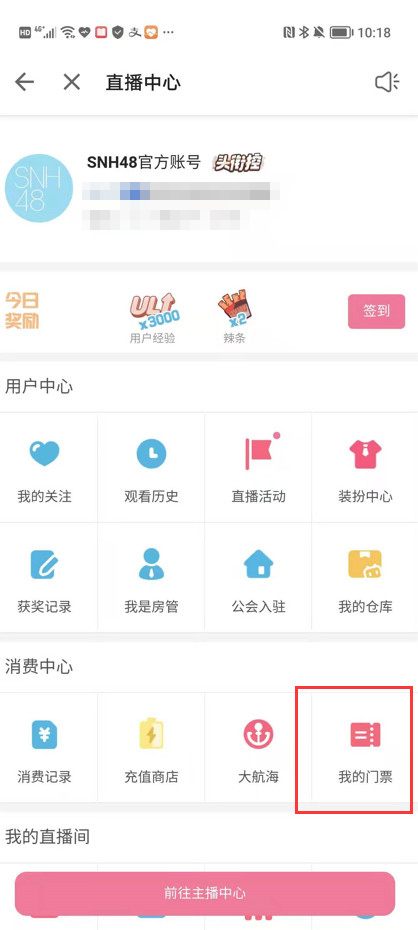 HD 4G 10:18
直播中心
SNH48官方账号 头衔控
SNH
48
今日
奖励
ULt
x3000
x2
用户经验 辣条
签到
用户中心
我的关注 观看历史 直播活动 装扮中心
获奖记录 我是房管 公会入驻 我的仓库
消费中心
消费记录 充值商店 大航海 我的门票
我的直播间
前往主播中心